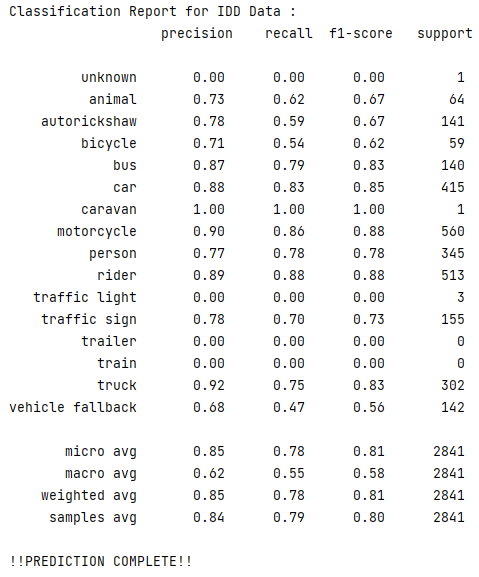 Classification Report for IDD Data :
precision recall f1-score support
unknown 0.00 0.00 0.00 1
animal 0.73 0.62 0.67 64
autorickshaw 0.78 0.59 0.67 141
bicycle 0.71 0.54 0.62 59
bus 0.87 0.79 0.83 140
car 0.88 0.83 0.85 415
caravan 1.00 1.00 1.00 1
motorcycle 0.90 0.86 0.88 560
person 0.77 0.78 0.78 345
rider 0.89 0.88 0.88 513
traffic light 0.00 0.00 0.00 3
traffic sign 0.78 0.70 0.73 155
trailer 0.00 0.00 0.00 0
train 0.00 0.00 0.00 0
truck 0.92 0.75 0.83 302
vehicle fallback 0.68 0.47 0.56 142
micro avg 0.85 0.78 0.81 2841
macro avg 0.62 0.55 0.58 2841
weighted avg 0.85 0.78 0.81 2841
samples avg 0.84 0.79 0.80 2841
!!PREDICTION COMPLETE!!